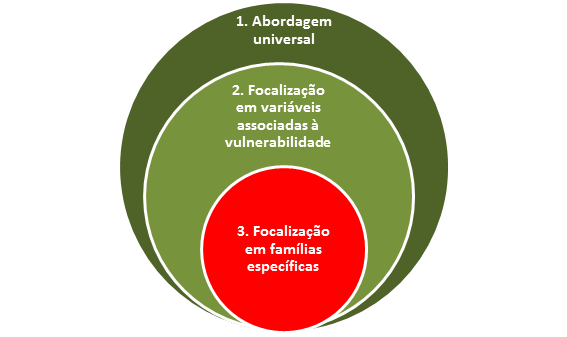 1. Abordagem
universal
2. Focalização
em variáveis
associadas à
vulnerabilidade
3. Focalização
em famílias
específicas